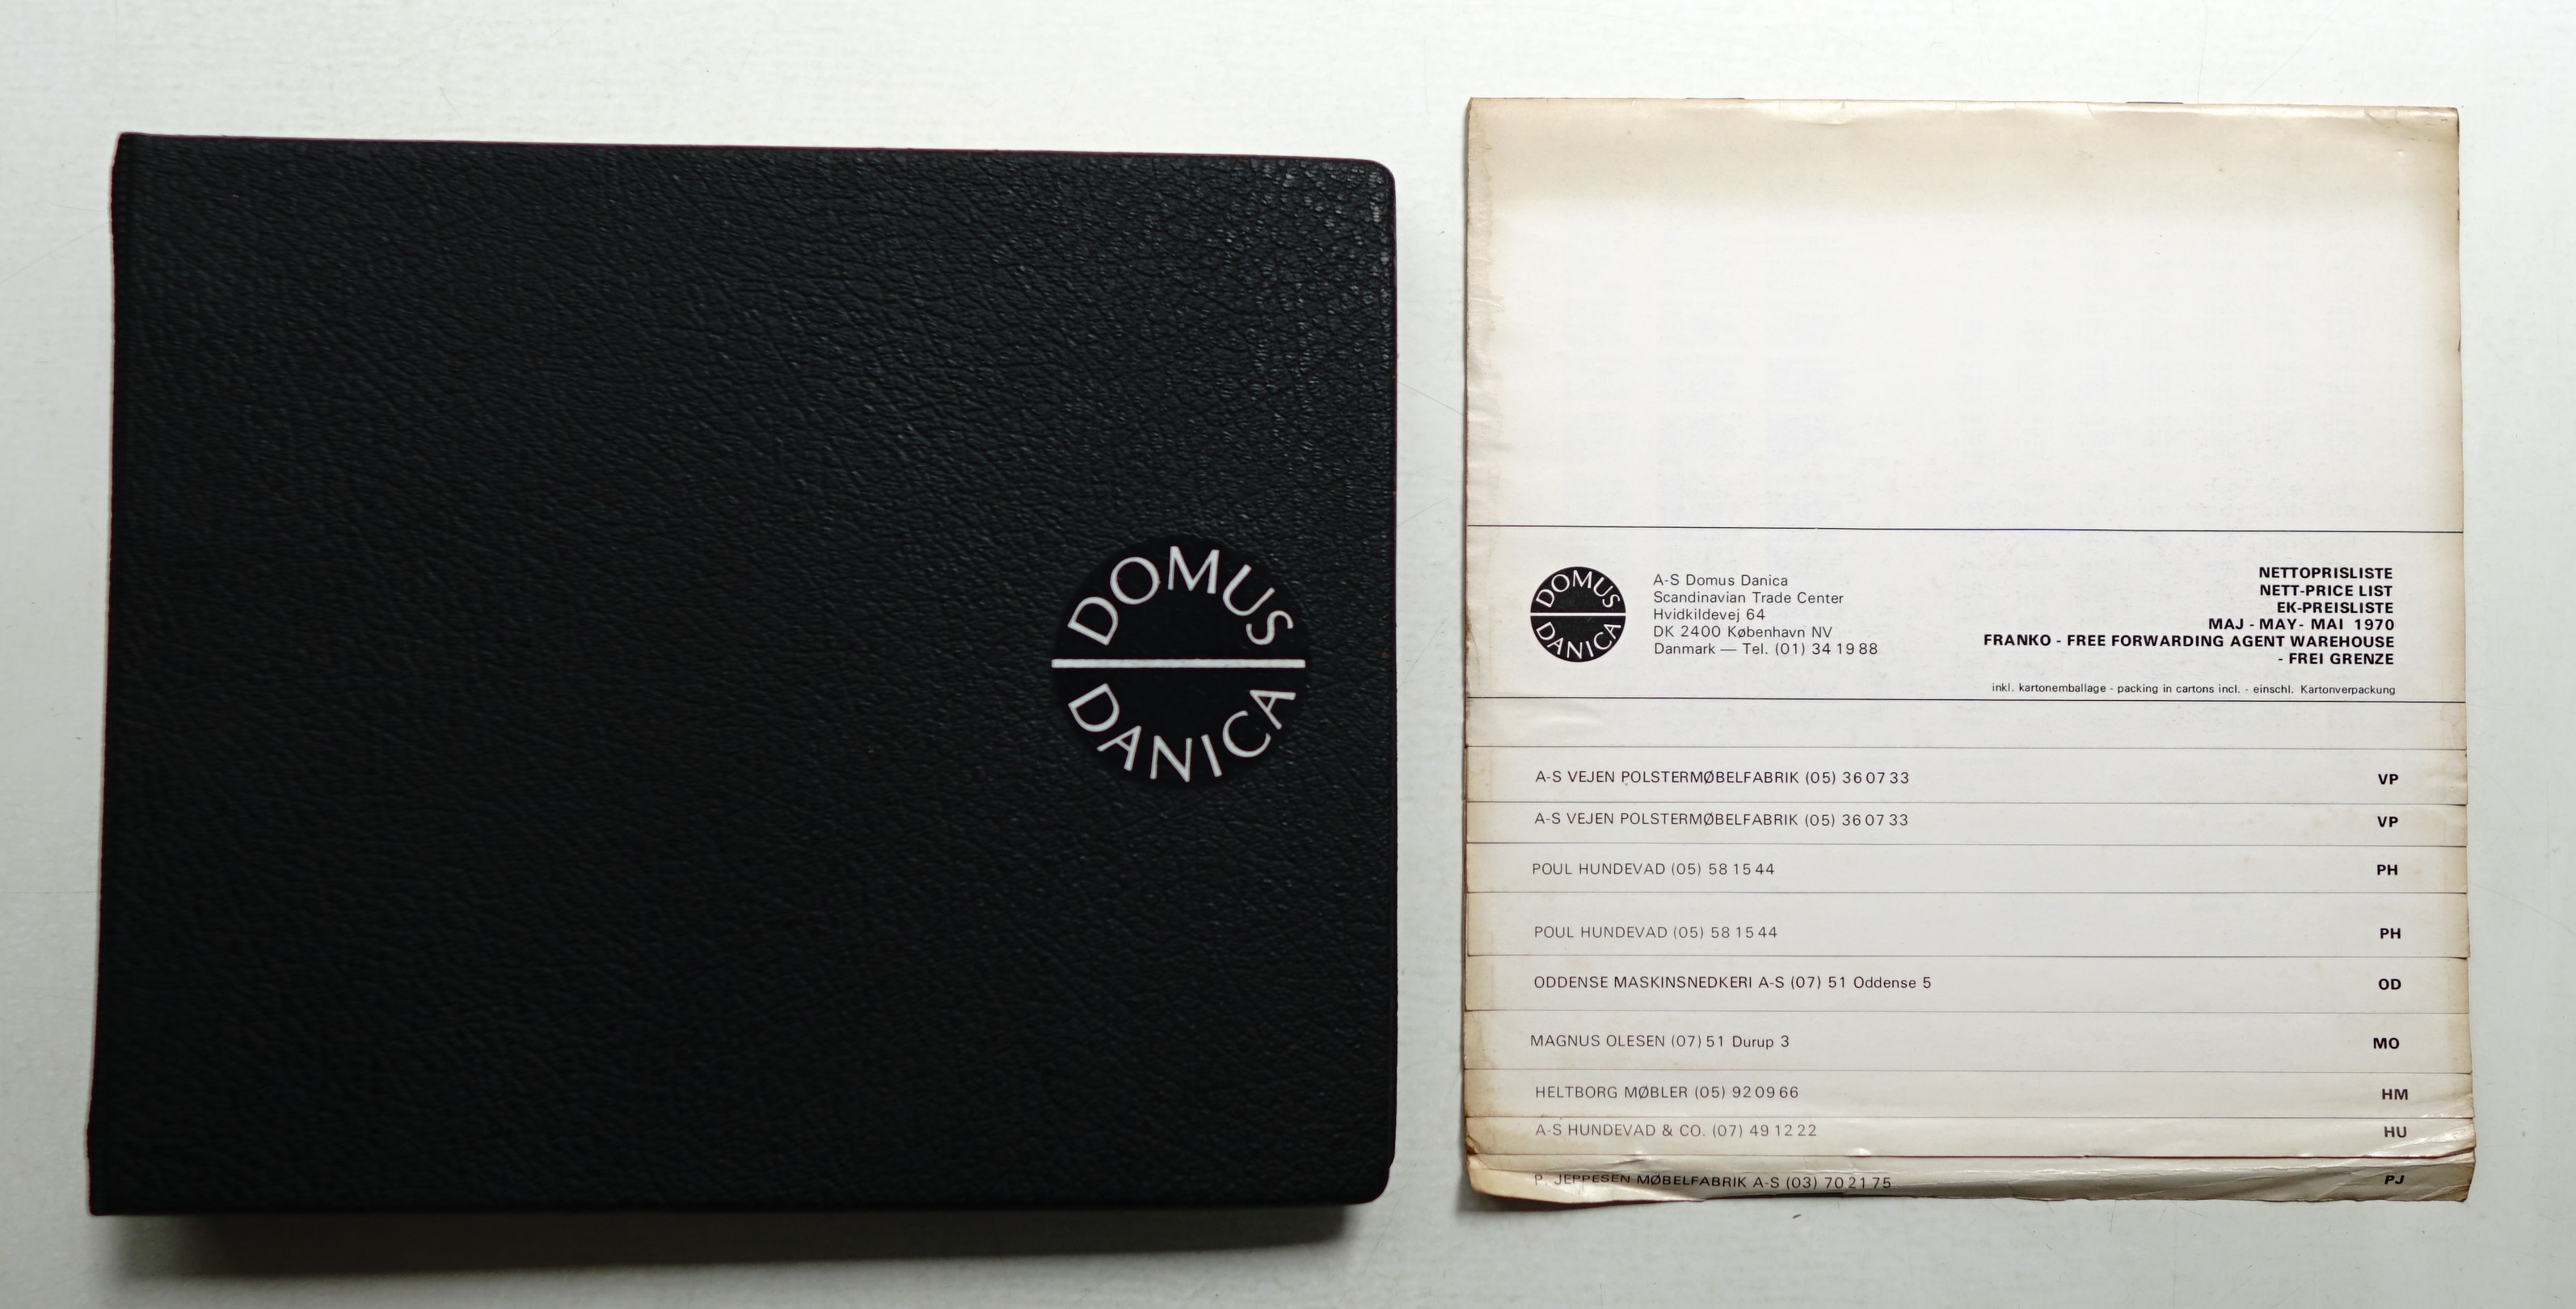 DOMUS
DANICA
DOMUS
DANICA
A-S Domus Danica
Scandinavian Trade Center
Hvidkildevej 64
DK 2400 København NV
Danmark — Tel. (01) 34 19 88
NETTOPRISLISTE
NETT-PRICE LIST
EK-PREISLISTE
MAJ - MAY- MAI 1970
FRANKO - FREE FORWARDING AGENT WAREHOUSE
- FREI GRENZE
inkl. kartonemballage - packing in cartons incl. - einschl. Kartonverpackung
A-S VEJEN POLSTERMØBELFABRIK (05) 36 07 33 VP
A-S VEJEN POLSTERMØBELFABRIK (05) 36 07 33 VP
POUL HUNDEVAD (05) 58 15 44 PH
POUL HUNDEVAD (05) 58 15 44 PH
ODDENSE MASKINSNEDKERI A-S (07) 51 Oddense 5 OD
MAGNUS OLESEN (07) 51 Durup 3 MO
HELTBORG MØBLER (05) 92 09 66 HM
A-S HUNDEVAD & CO. (07) 49 12 22 HU
P. JEPPESEN MØBELFABRIK A-S (03) 70 21 75 PJ